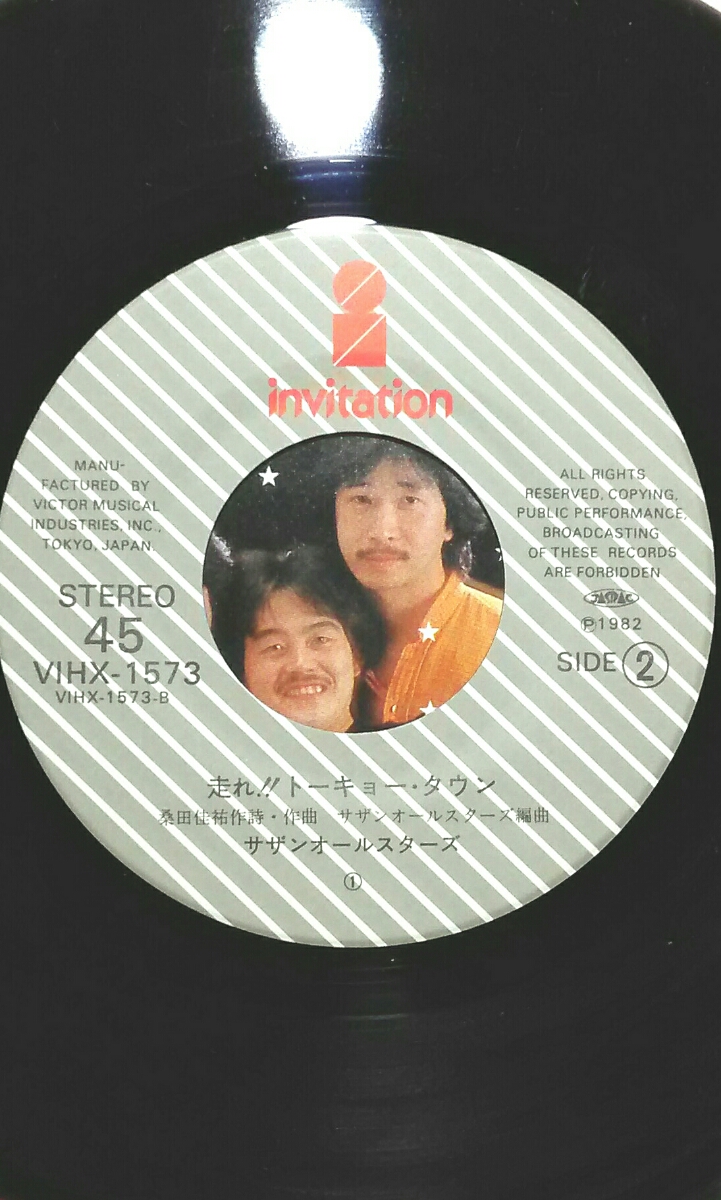 invitation
MANU-
FACTURED BY
VICTOR MUSICAL
INDUSTRIES, INC.,
TOKYO, JAPAN.
ALL RIGHTS
RESERVED, COPYING,
PUBLIC PERFORMANCE,
BROADCASTING
OF THESE RECORDS
ARE FORBIDDEN
JASRAC
Ⓟ1982
SIDE ②
STEREO
45
VIHX-1573
VIHX-1573-B
走れ!!トーキョー・タウン
桑田佳祐作詩・作曲 サザンオールスターズ編曲
サザンオールスターズ
①